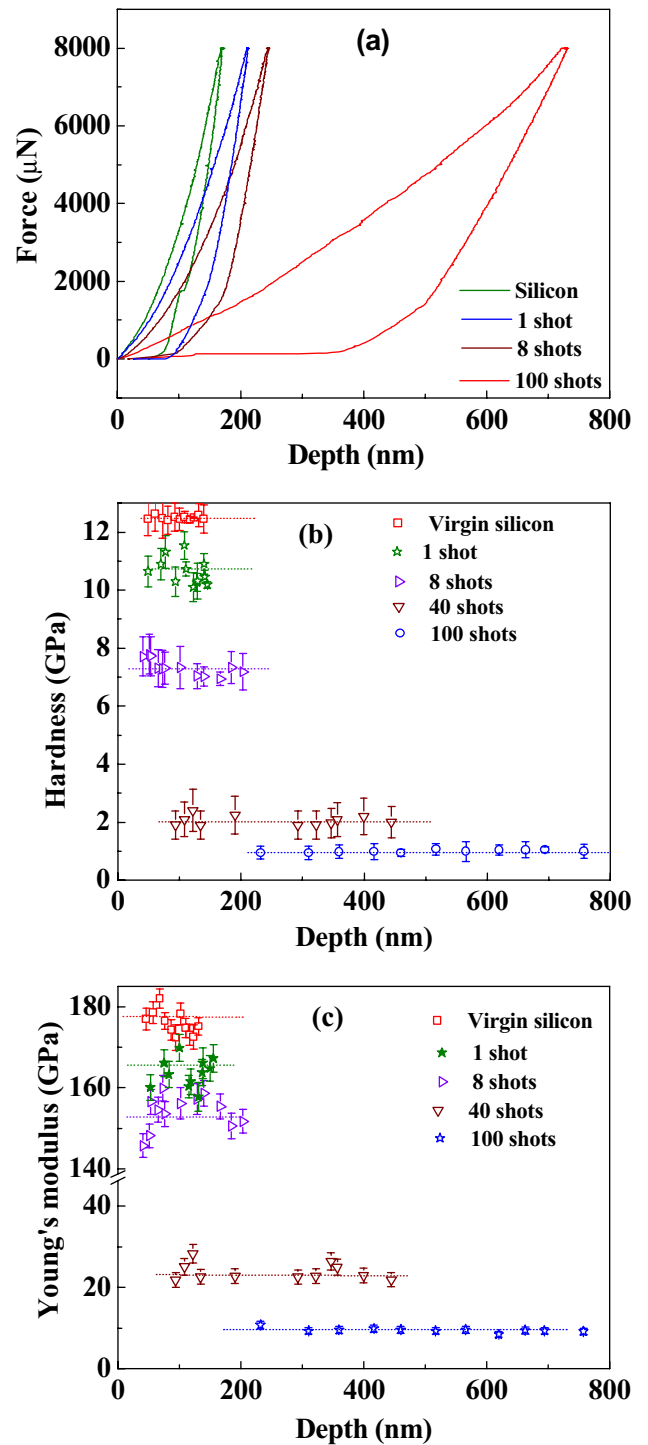 (a)
8000
6000
4000
2000
0
Force (μN)
Silicon
1 shot
8 shots
100 shots
0 200 400 600 800
Depth (nm)
(b)
12
10
8
6
4
2
0
Hardness (GPa)
Virgin silicon
1 shot
8 shots
40 shots
100 shots
0 200 400 600 800
Depth (nm)
(c)
180
160
140
40
20
0
Young's modulus (GPa)
Virgin silicon
1 shot
8 shots
40 shots
100 shots
0 200 400 600 800
Depth (nm)